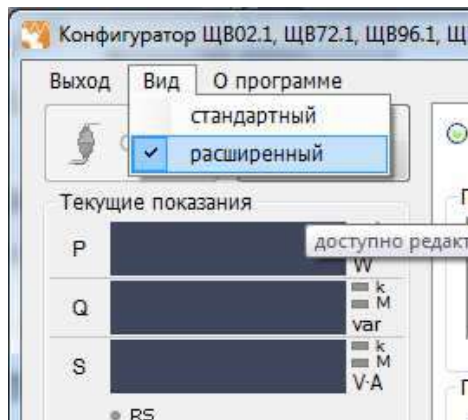 Конфигуратор ЩВ02.1, ЩВ72.1, ЩВ96.1, Щ
Выход Вид О программе
стандартный
расширенный
Текущие показания
доступно редакт
P
W
Q
k
M
var
S
k
M
V·A
RS